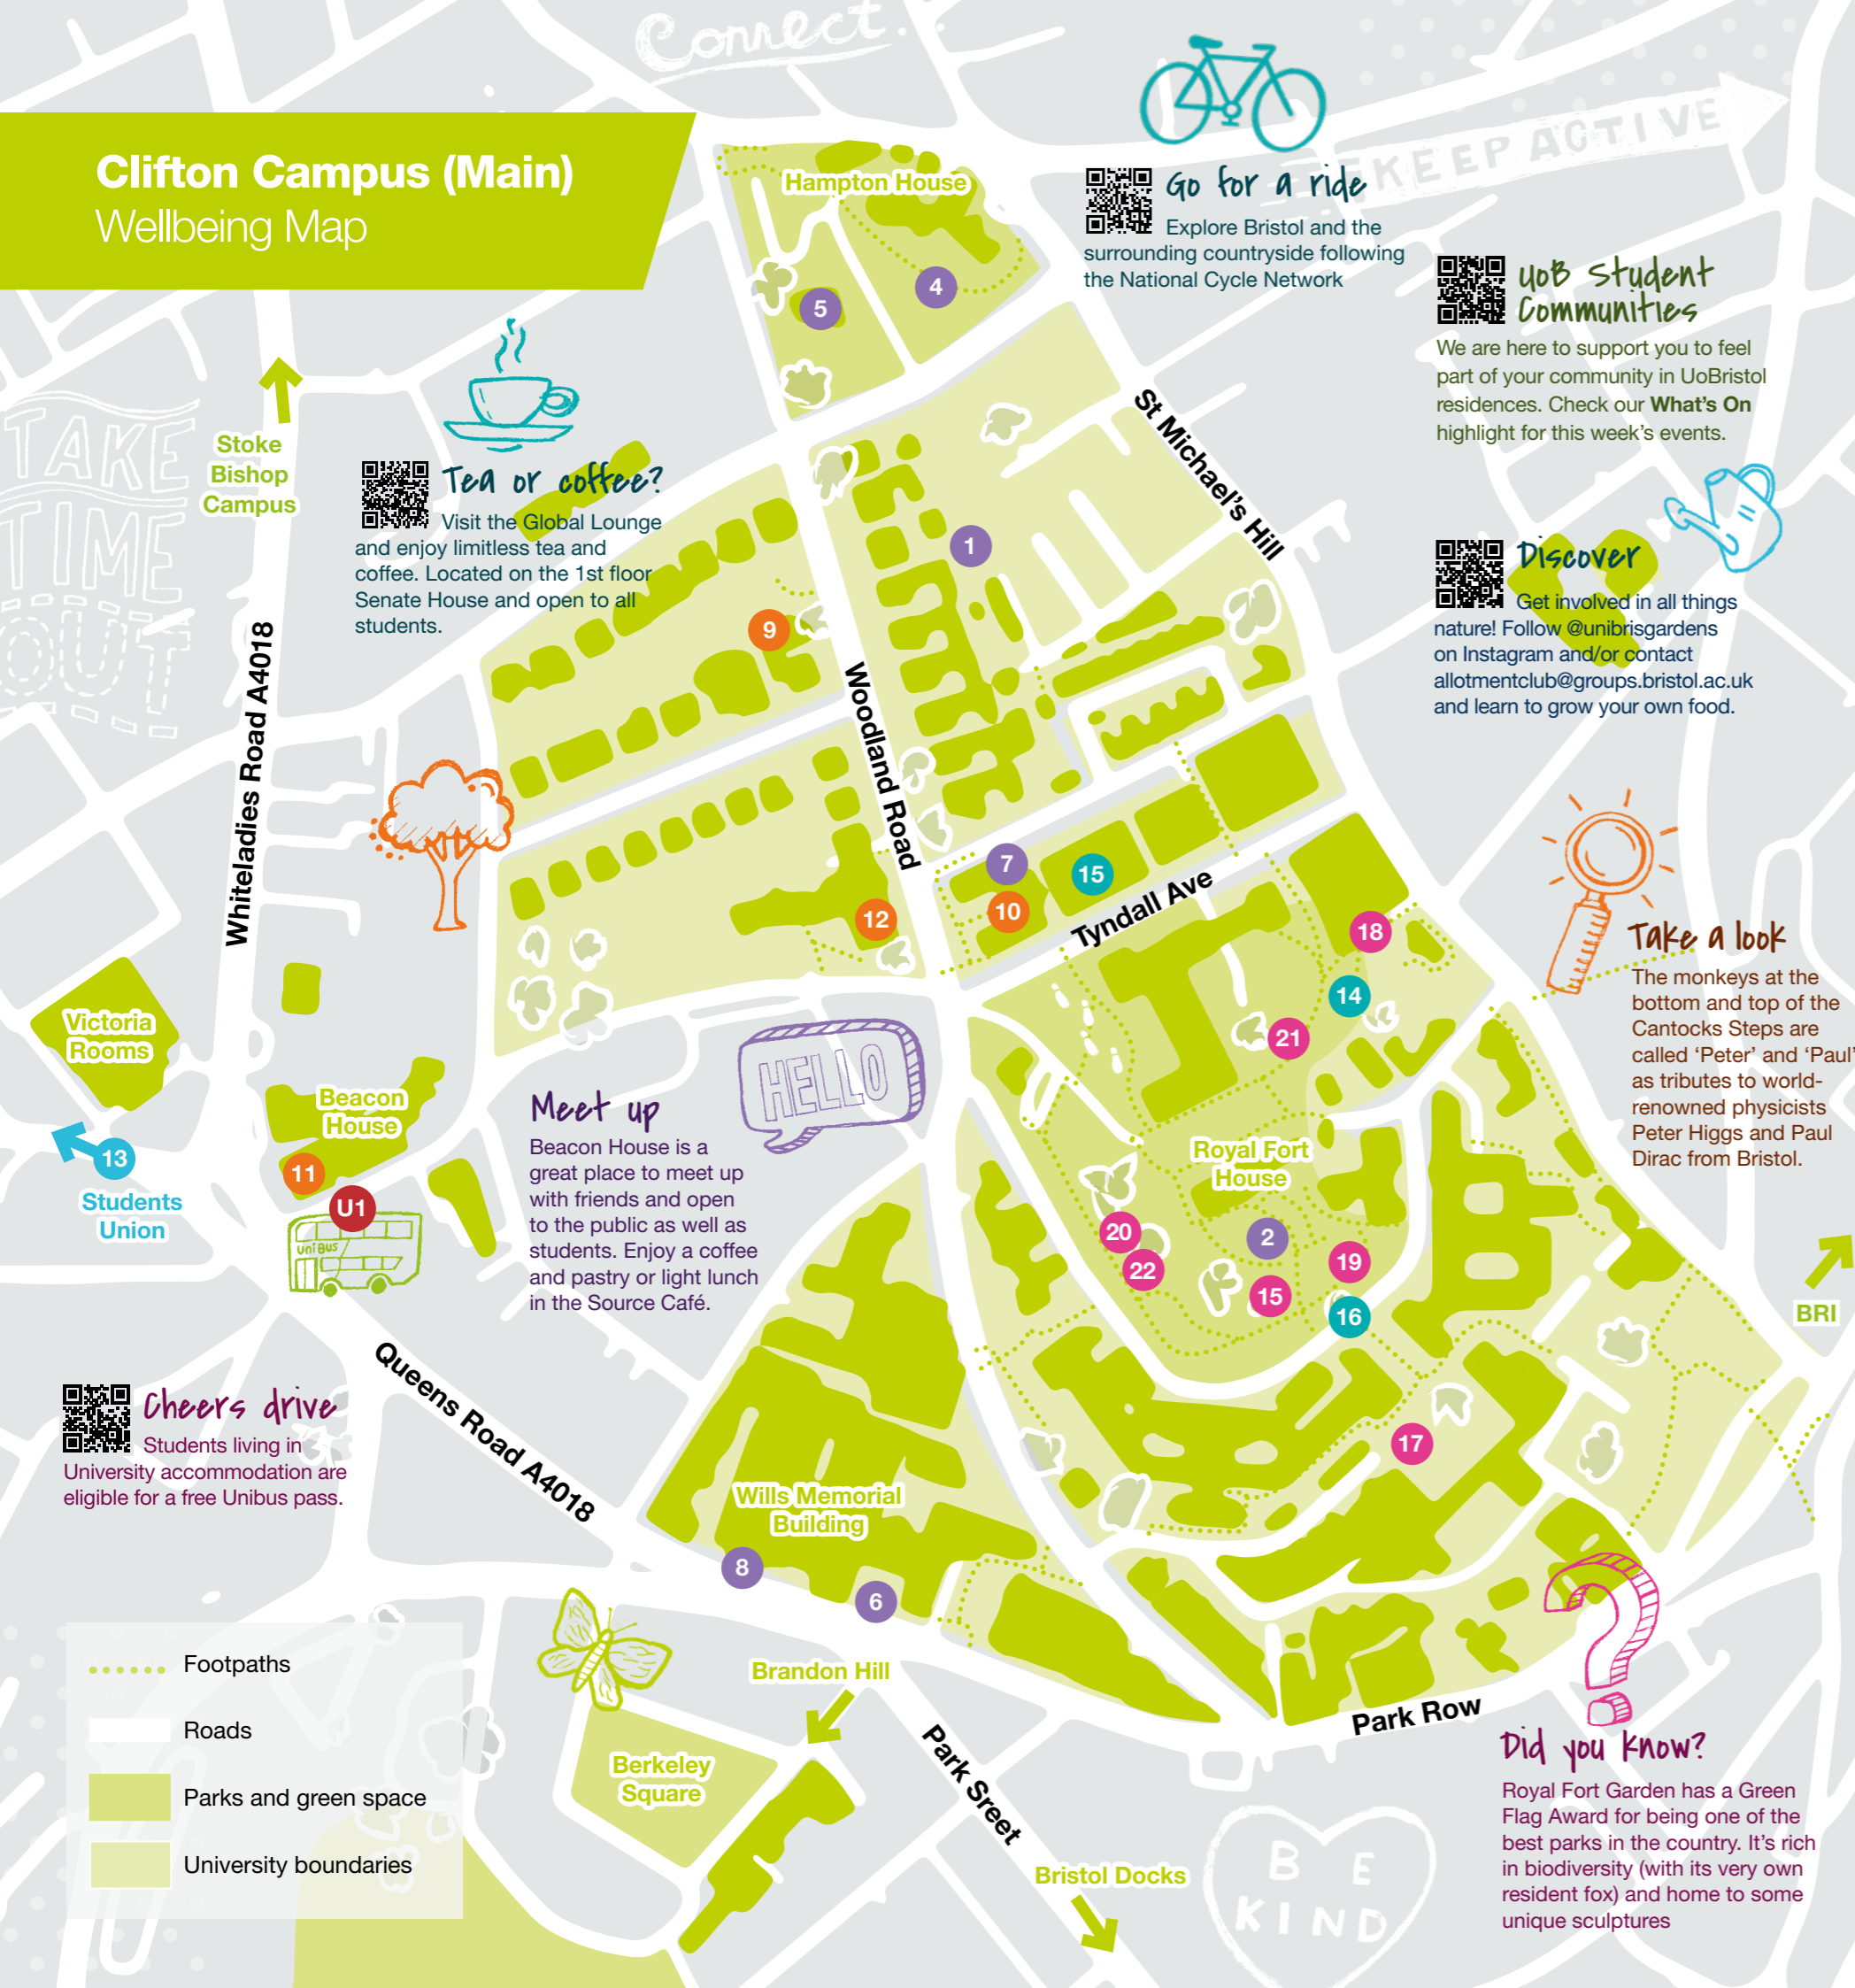 Connect.
KEEP ACTIVE
Clifton Campus (Main)
Wellbeing Map
Hampton House
4
5
Go for a ride
Explore Bristol and the
surrounding countryside following
the National Cycle Network
UoB Student
Communities
We are here to support you to feel
part of your community in UoBristol
residences. Check our What's On
highlight for this week's events.
TAKE
TIME
OUT
Stoke
Bishop
Campus
Tea or coffee?
Visit the Global Lounge
and enjoy limitless tea and
coffee. Located on the 1st floor
Senate House and open to all
students.
St Michael's Hill
1
9
Discover
Get involved in all things
nature! Follow @unibrisgardens
on Instagram and/or contact
allotmentclub@groups.bristol.ac.uk
and learn to grow your own food.
Whiteladies Road A4018
Woodland Road
7
15
10
12
Tyndall Ave
18
14
21
Take a look
The monkeys at the
bottom and top of the
Cantocks Steps are
called 'Peter' and 'Paul'
as tributes to world-
renowned physicists
Peter Higgs and Paul
Dirac from Bristol.
Victoria
Rooms
Beacon
House
13
Students
Union
11
U1
UniBus
HELLO
Meet up
Beacon House is a
great place to meet up
with friends and open
to the public as well as
students. Enjoy a coffee
and pastry or light lunch
in the Source Café.
Royal Fort
House
20
2
22
19
15
16
BRI
17
Cheers drive
Students living in
University accommodation are
eligible for a free Unibus pass.
Queens Road A4018
Wills Memorial
Building
8
6
Footpaths
Roads
Parks and green space
University boundaries
Brandon Hill
Berkeley
Square
Park Sreet
Bristol Docks
Park Row
BE
KIND
Did you know?
Royal Fort Garden has a Green
Flag Award for being one of the
best parks in the country. It's rich
in biodiversity (with its very own
resident fox) and home to some
unique sculptures